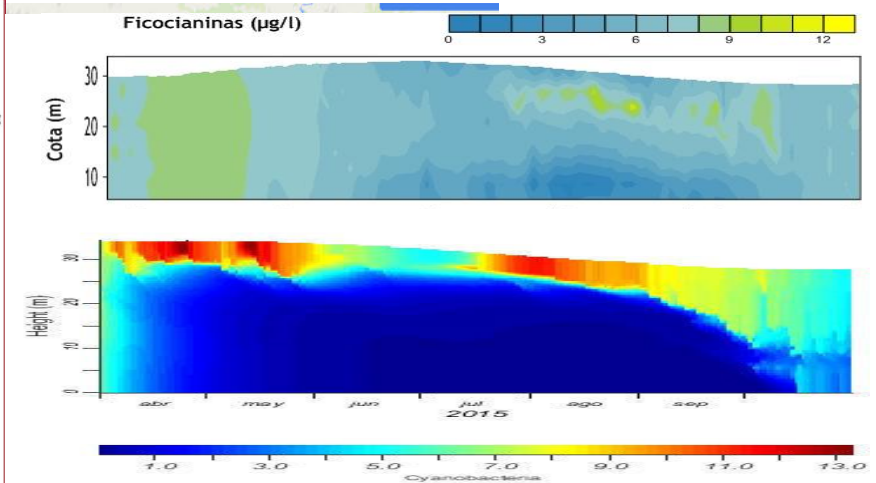 Ficocianinas (µg/l)
0 3 6 9 12
Cota (m)
30
20
10
Height (m)
30
20
10
0
abr may jun jul ago sep
2015
1.0 3.0 5.0 7.0 9.0 11.0 13.0
Cyanobacteria